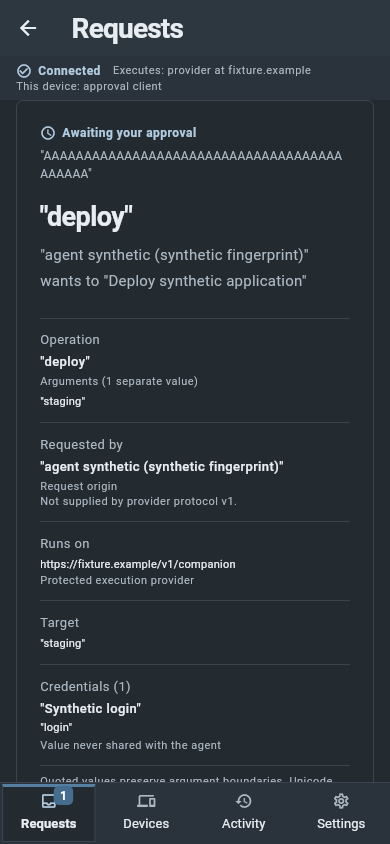 Requests
Connected Executes: provider at fixture.example
This device: approval client
Awaiting your approval
"AAAAAAAAAAAAAAAAAAAAAAAAAAAAAAAAAAAAA
AAAAAA"
"deploy"
"agent synthetic (synthetic fingerprint)"
wants to "Deploy synthetic application"
Operation
"deploy"
Arguments (1 separate value)
"staging"
Requested by
"agent synthetic (synthetic fingerprint)"
Request origin
Not supplied by provider protocol v1.
Runs on
https://fixture.example/v1/companion
Protected execution provider
Target
"staging"
Credentials (1)
"Synthetic login"
"login"
Value never shared with the agent
Quoted values preserve argument boundaries. Unicode
1
Requests Devices Activity Settings